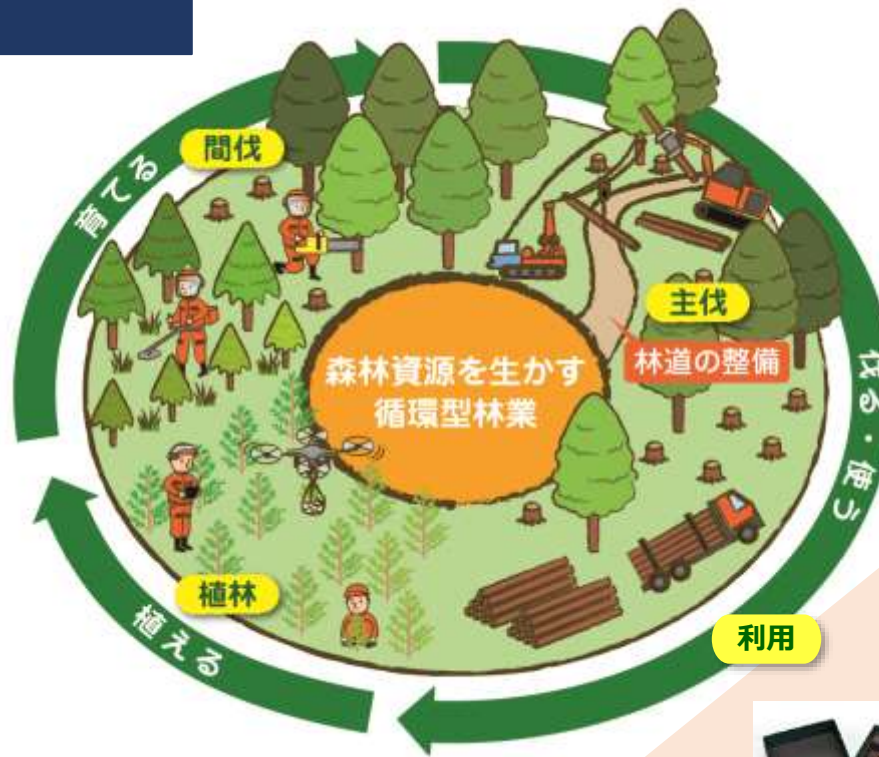 育てる
間伐
主伐
林道の整備
森林資源を生かす
循環型林業
伐る・使う
植林
植える
利用